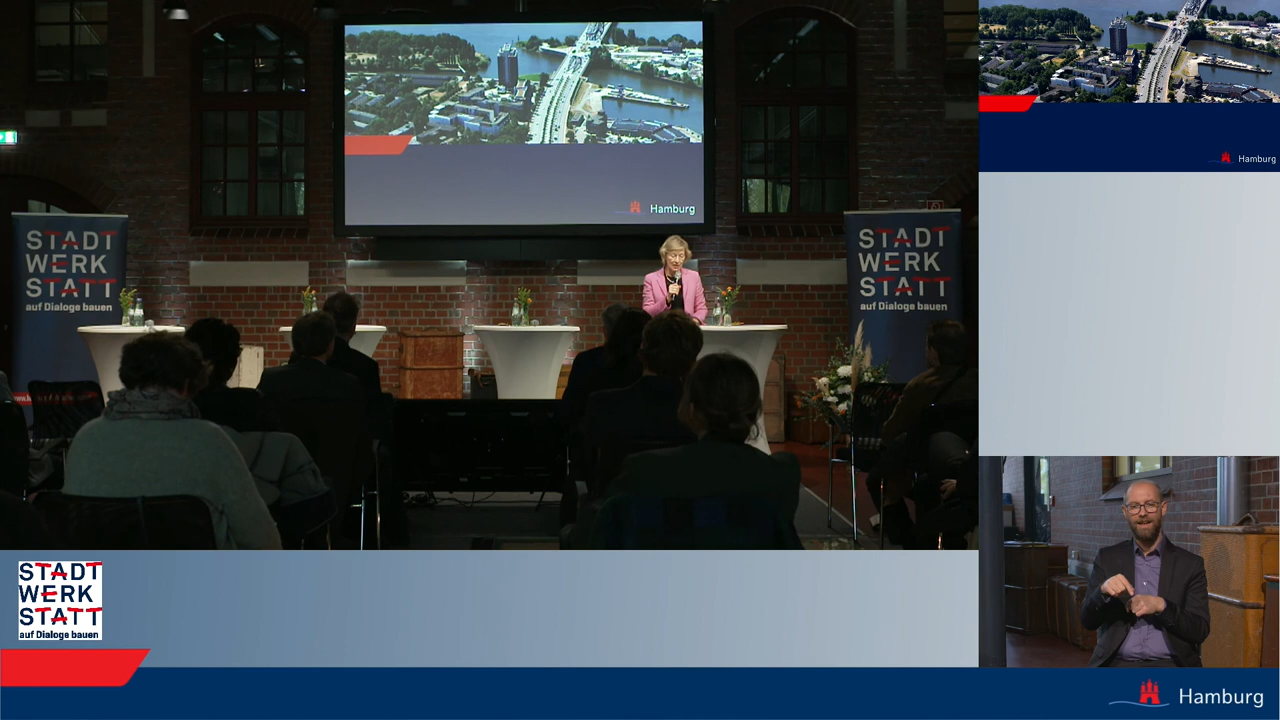 Hamburg
Hamburg
STADT
WERK
STATT
auf Dialoge bauen
STADT
WERK
STATT
auf Dialoge bauen
STADT
WERK
STATT
auf Dialoge bauen
Hamburg